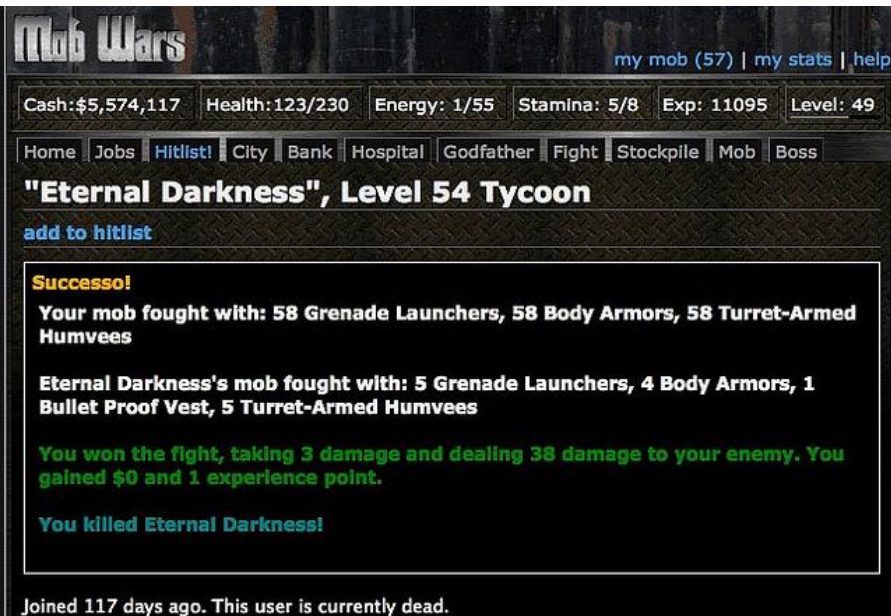 Mob Wars
my mob (57) | my stats | help
Cash:$5,574,117 Health:123/230 Energy: 1/55 Stamina: 5/8 Exp: 11095 Level: 49
Home Jobs Hitlist! City Bank Hospital Godfather Fight Stockpile Mob Boss
"Eternal Darkness", Level 54 Tycoon
add to hitlist
Successo!
Your mob fought with: 58 Grenade Launchers, 58 Body Armors, 58 Turret-Armed
Humvees
Eternal Darkness's mob fought with: 5 Grenade Launchers, 4 Body Armors, 1
Bullet Proof Vest, 5 Turret-Armed Humvees
You won the fight, taking 3 damage and dealing 38 damage to your enemy. You
gained $0 and 1 experience point.
You killed Eternal Darkness!
Joined 117 days ago. This user is currently dead.